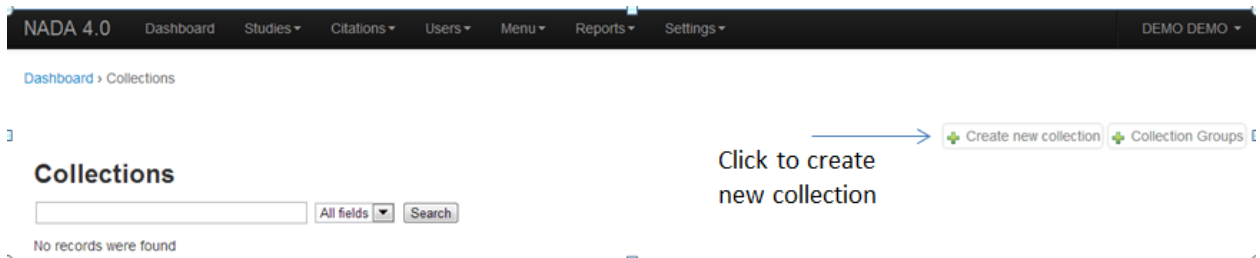 NADA 4.0 Dashboard Studies Citations Users Menu Reports Settings DEMO DEMO
Dashboard › Collections
Create new collection Collection Groups
Click to create
new collection
Collections
All fields Search
No records were found